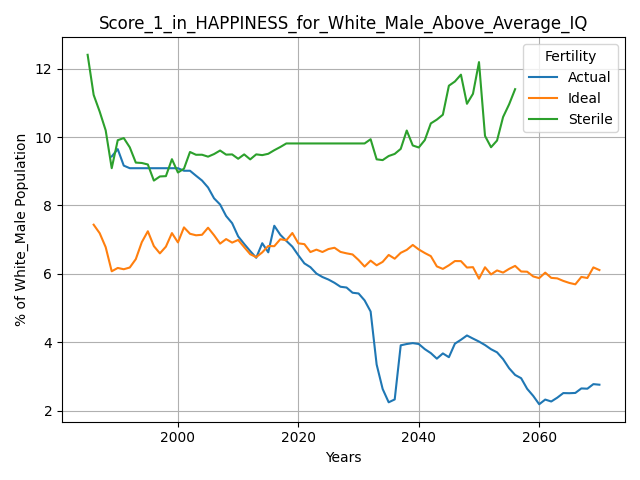 Score_1_in_HAPPINESS_for_White_Male_Above_Average_IQ
% of White_Male Population
12
10
8
6
4
2
Fertility
Actual
Ideal
Sterile
2000
2020
2040
2060
Years